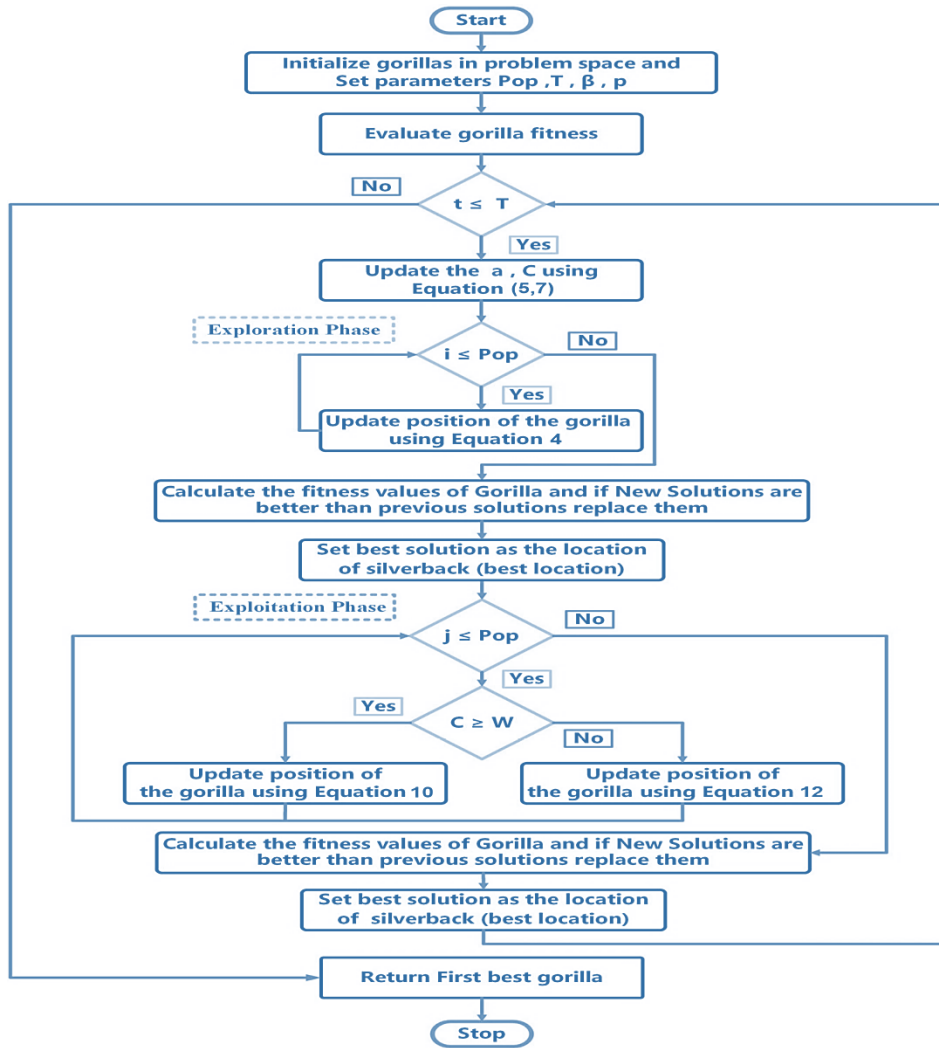 Start
Initialize gorillas in problem space and
Set parameters Pop ,T , β , p
Evaluate gorilla fitness
No
t ≤ T
Yes
Update the a , C using
Equation (5,7)
Exploration Phase
No
i ≤ Pop
Yes
Update position of the gorilla
using Equation 4
Calculate the fitness values of Gorilla and if New Solutions are
better than previous solutions replace them
Set best solution as the location
of silverback (best location)
Exploitation Phase
No
j ≤ Pop
Yes
Yes
C ≥ W
No
Update position of
the gorilla using Equation 10
Update position of
the gorilla using Equation 12
Calculate the fitness values of Gorilla and if New Solutions are
better than previous solutions replace them
Set best solution as the location
of silverback (best location)
Return First best gorilla
Stop